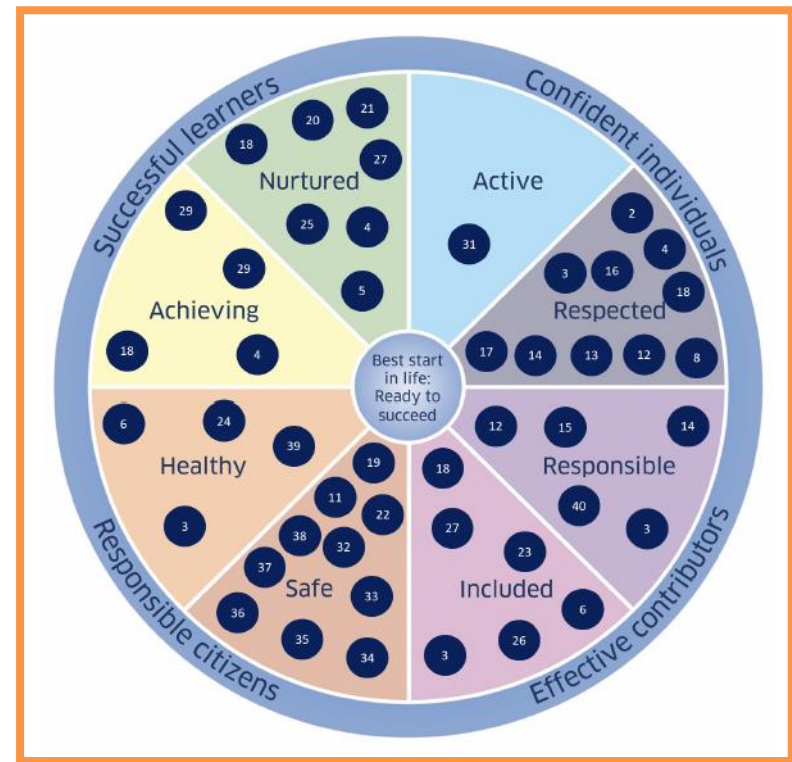 Successful learners
Confident individuals
Responsible citizens
Effective contributors
Best start
in life:
Ready to
succeed
Nurtured
18
20
21
27
25
4
5
Active
31
Respected
2
4
3
16
18
17
14
13
12
8
Responsible
12
15
14
40
3
Included
18
27
23
6
26
3
Safe
19
11
22
38
32
37
33
36
35
34
Healthy
6
24
39
3
Achieving
29
29
18
4